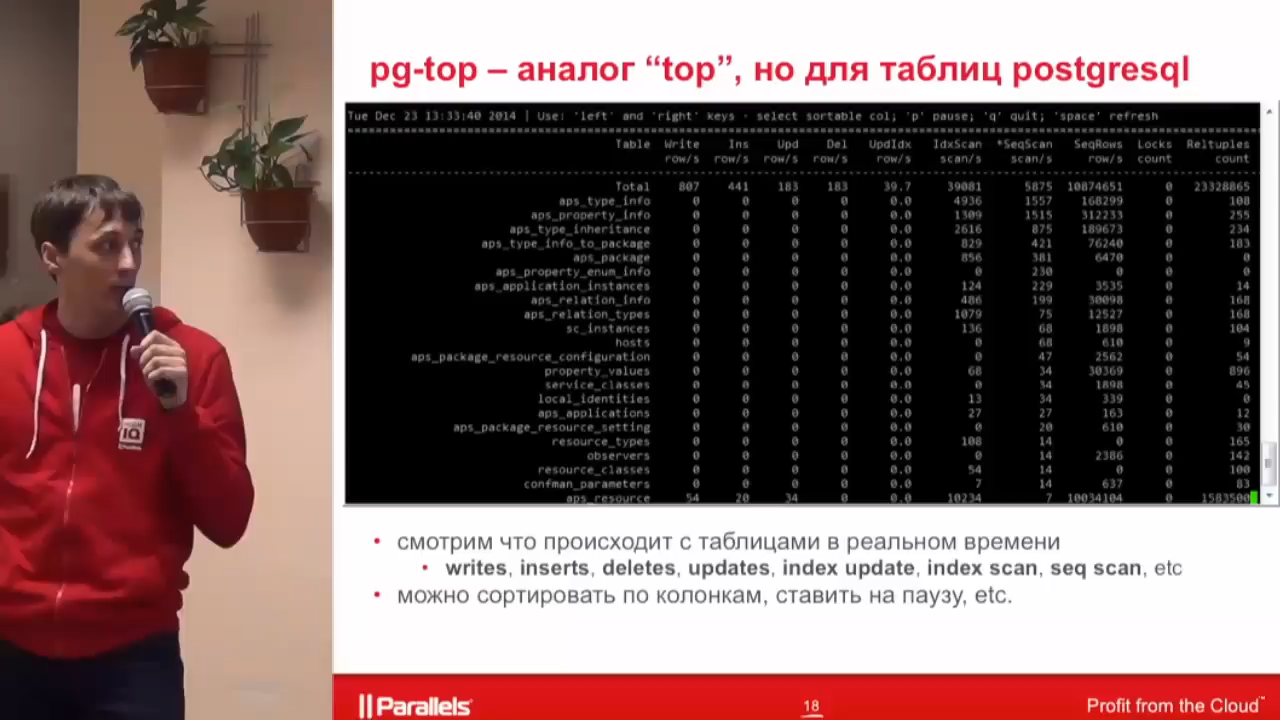 pg-top – аналог “top”, но для таблиц postgresql
Tue Dec 23 13:33:40 2014 | Use: 'left' and 'right' keys - select sortable col; 'p' pause; 'q' quit; 'space' refresh
Table Write Ins Upd Del UpdIdx IdxScan *SeqScan SeqRows Locks Reltuples
row/s row/s row/s row/s row/s scan/s scan/s row/s count count
Total 807 441 183 183 39.7 39081 5875 10874651 0 23328865
aps_type_info 0 0 0 0 0.0 4936 1557 168299 0 108
aps_property_info 0 0 0 0 0.0 1309 1515 312233 0 255
aps_type_inheritance 0 0 0 0 0.0 2616 875 189673 0 234
aps_type_info_to_package 0 0 0 0 0.0 829 421 76240 0 183
aps_package 0 0 0 0 0.0 856 381 6470 0 0
aps_property_enum_info 0 0 0 0 0.0 0 230 0 0 0
aps_application_instances 0 0 0 0 0.0 124 229 3535 0 14
aps_relation_info 0 0 0 0 0.0 486 199 30098 0 168
aps_relation_types 0 0 0 0 0.0 1079 75 12527 0 168
sc_instances 0 0 0 0 0.0 136 68 1898 0 104
hosts 0 0 0 0 0.0 0 68 610 0 9
aps_package_resource_configuration 0 0 0 0 0.0 0 47 2562 0 54
property_values 0 0 0 0 0.0 68 34 30369 0 896
service_classes 0 0 0 0 0.0 0 34 1898 0 45
local_identities 0 0 0 0 0.0 13 34 339 0 0
aps_applications 0 0 0 0 0.0 27 27 163 0 12
aps_package_resource_setting 0 0 0 0 0.0 0 20 610 0 30
resource_types 0 0 0 0 0.0 108 14 0 0 165
observers 0 0 0 0 0.0 0 14 2386 0 142
resource_classes 0 0 0 0 0.0 54 14 0 0 100
confman_parameters 0 0 0 0 0.0 7 14 637 0 83
aps_resource 54 20 34 0 0.0 10234 7 10034104 0 1583500
• смотрим что происходит с таблицами в реальном времени
• writes, inserts, deletes, updates, index update, index scan, seq scan, etc
• можно сортировать по колонкам, ставить на паузу, etc.
Parallels
18
Profit from the Cloud™